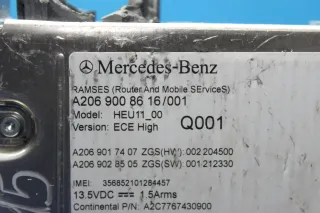 Mercedes-Benz
RAMSES (Router And Mobile SErviceS)
A206 900 86 16/001
Model: HEU11_00
Version: ECE High Q001
A206 901 74 07 ZGS(HW): 002 204500
A206 902 85 05 ZGS(SW): 001 212330
IMEI: 356852101284457
13.5VDC 1.5Arms
Continental P/N: A2C7767430900